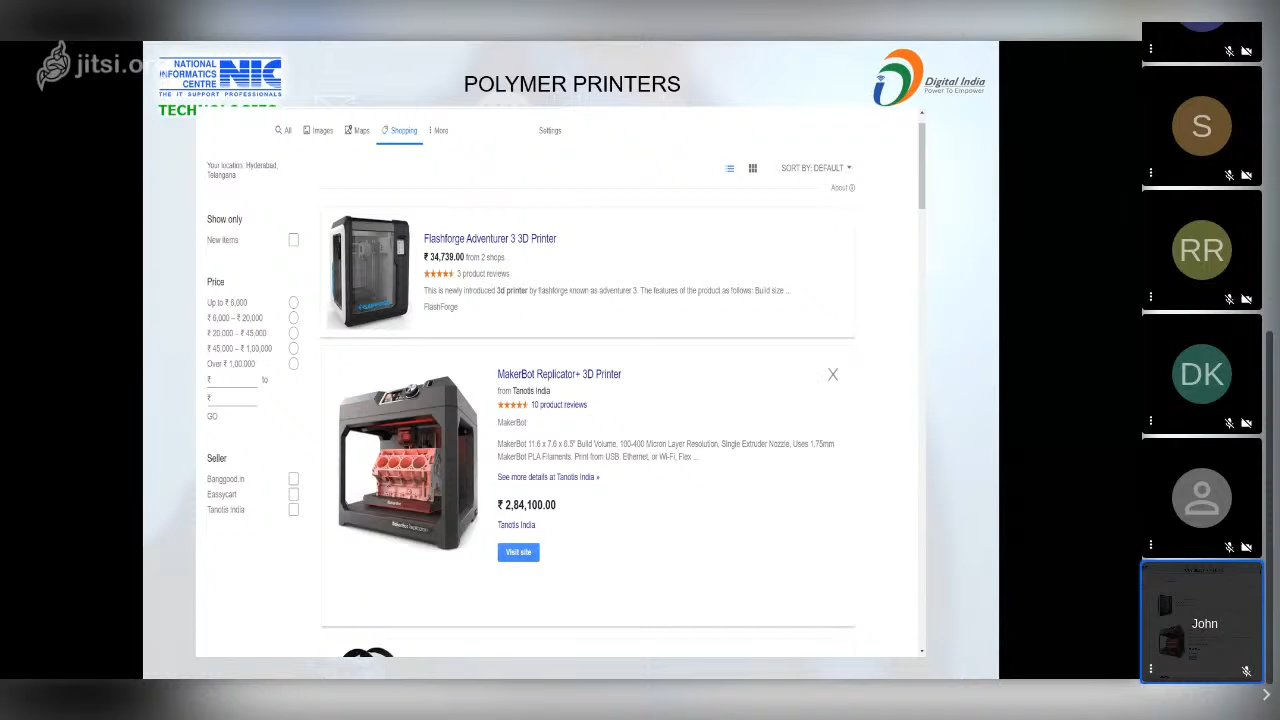 jitsi.o
NATIONAL
INFORMATICS
CENTRE
NIC
THE IT SUPPORT PROFESSIONALS
POLYMER PRINTERS
Digital India
Power To Empower
All
Images
Maps
Shopping
More
Settings
Your location: Hyderabad,
Telangana
SORT BY: DEFAULT
About
Show only
New items
Price
Up to ₹ 6,000
₹ 6,000 – ₹ 20,000
₹ 20,000 – ₹ 45,000
₹ 45,000 – ₹ 1,00,000
Over ₹ 1,00,000
₹ to
₹
GO
Seller
Banggood.in
Eassycart
Tanotis India
Flashforge Adventurer 3 3D Printer
₹ 34,739.00 from 2 shops
3 product reviews
This is newly introduced 3d printer by flashforge known as adventurer 3. The features of the product as follows: Build size ...
FlashForge
MakerBot Replicator+ 3D Printer
from Tanotis India
10 product reviews
MakerBot
MakerBot 11.6 x 7.6 x 6.5" Build Volume, 100-400 Micron Layer Resolution, Single Extruder Nozzle, Uses 1.75mm
MakerBot PLA Filaments. Print from USB, Ethernet, or Wi-Fi, Flex ...
See more details at Tanotis India »
₹ 2,84,100.00
Tanotis India
Visit site
S
RR
DK
John